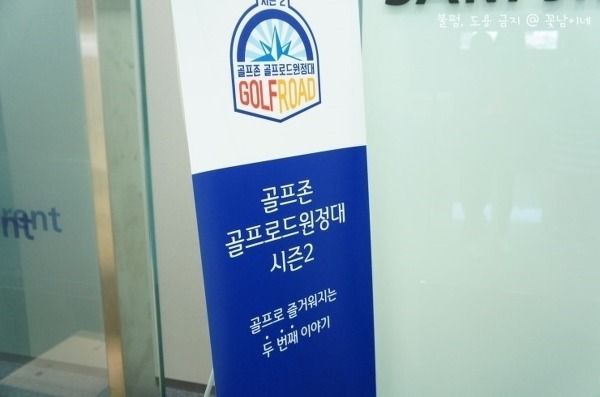 불펌, 도용 금지 @ 꽃남이네
시즌 2
골프존 골프로드원정대
GOLFROAD
골프존
골프로드원정대
시즌2
골프로 즐거워지는
두 번째 이야기